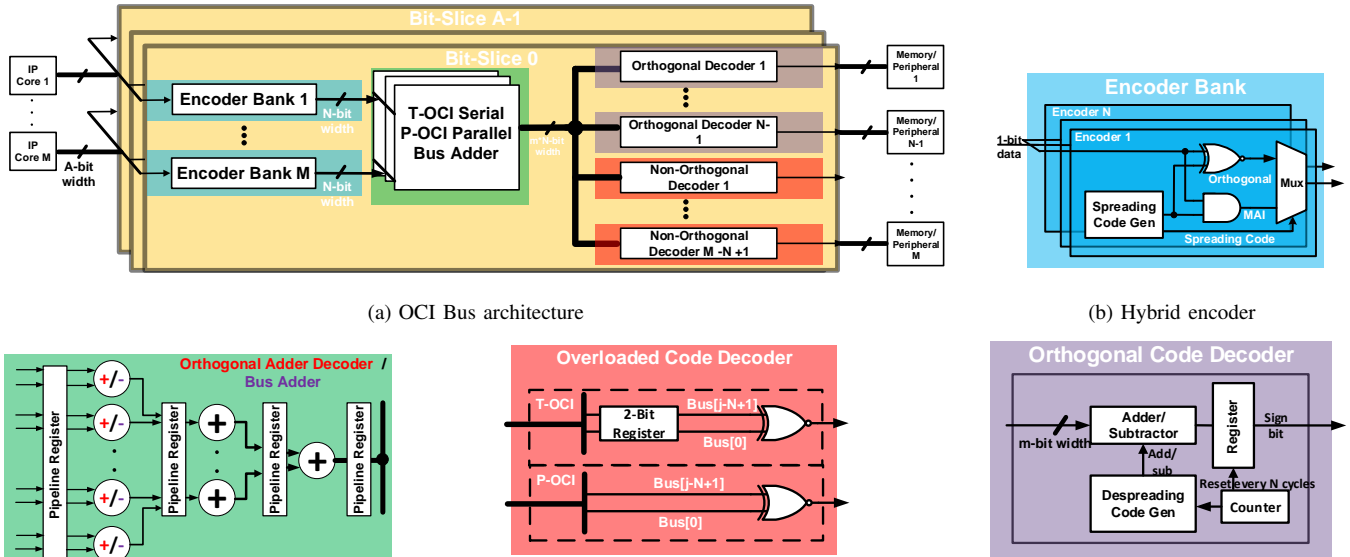 Bit-Slice A-1
Bit-Slice 0
IP
Core 1
IP
Core M
A-bit
width
Encoder Bank 1
N-bit
width
Encoder Bank M
N-bit
width
T-OCI Serial
P-OCI Parallel
Bus Adder
m*N-bit
width
Orthogonal Decoder 1
Orthogonal Decoder N-
1
Non-Orthogonal
Decoder 1
Non-Orthogonal
Decoder M -N +1
Memory/
Peripheral
1
Memory/
Peripheral
N-1
Memory/
Peripheral
M
(a) OCI Bus architecture
Encoder Bank
Encoder N
Encoder 1
1-bit
data
Orthogonal
Mux
Spreading
Code Gen
MAI
Spreading Code
(b) Hybrid encoder
Orthogonal Adder Decoder /
Bus Adder
Pipeline Register
+/-
+/-
+/-
+/-
Pipeline Register
+
+
Pipeline Register
+
Pipeline Register
Overloaded Code Decoder
T-OCI
2-Bit
Register
Bus[j-N+1]
Bus[0]
P-OCI
Bus[j-N+1]
Bus[0]
Orthogonal Code Decoder
m-bit width
Adder/
Subtractor
Register
Sign
bit
Add/
sub
Reset every N cycles
Despreading
Code Gen
Counter